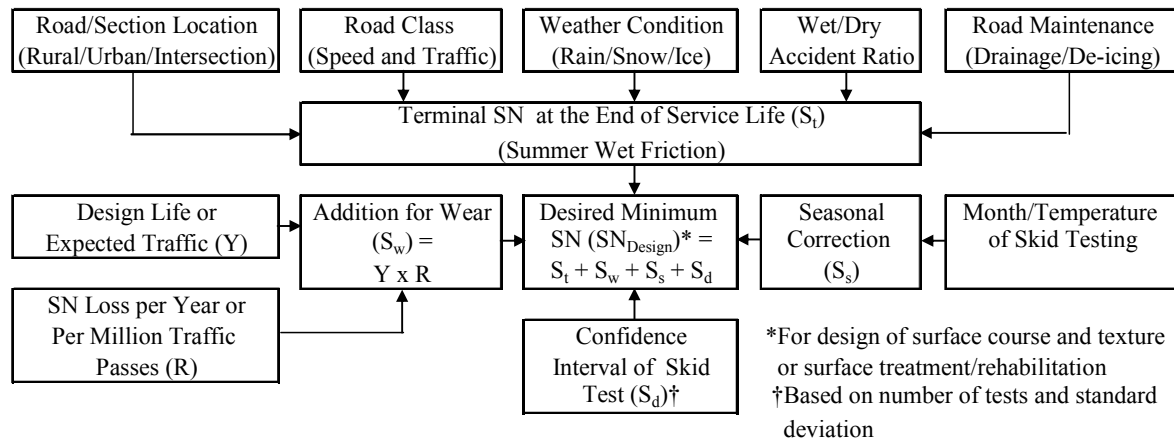 Road/Section Location
(Rural/Urban/Intersection)
Road Class
(Speed and Traffic)
Weather Condition
(Rain/Snow/Ice)
Wet/Dry
Accident Ratio
Road Maintenance
(Drainage/De-icing)
Terminal SN at the End of Service Life (St)
(Summer Wet Friction)
Design Life or
Expected Traffic (Y)
Addition for Wear
(Sw) =
Y x R
Desired Minimum
SN (SNDesign)* =
St + Sw + Ss + Sd
Seasonal
Correction
(Ss)
Month/Temperature
of Skid Testing
SN Loss per Year or
Per Million Traffic
Passes (R)
Confidence
Interval of Skid
Test (Sd)†
*For design of surface course and texture
or surface treatment/rehabilitation
†Based on number of tests and standard
deviation